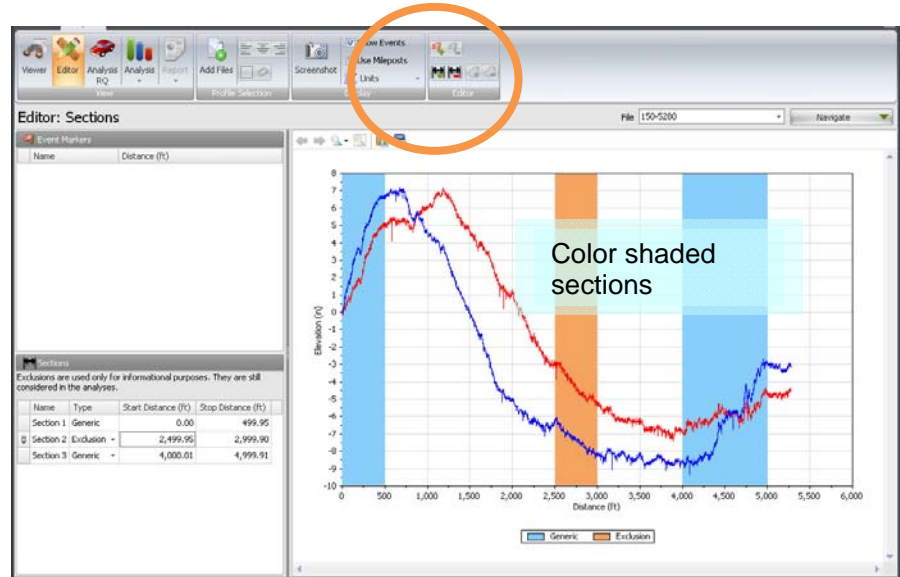 Show Events
Use Mileposts
Units
Viewer Editor Analysis RQ Analysis Report Add Files Screenshot
View Profile Selection Display Editor
Editor: Sections
File 150-5280 Navigate
Event Markers
Name Distance (ft)
Sections
Exclusions are used only for informational purposes. They are still
considered in the analyses.
Name Type Start Distance (ft) Stop Distance (ft)
Section 1 Generic 0.00 499.95
Section 2 Exclusion 2,499.95 2,999.90
Section 3 Generic 4,000.01 4,999.91
Elevation (in)
8
7
6
5
4
3
2
1
0
-1
-2
-3
-4
-5
-6
-7
-8
-9
-10
Color shaded
sections
0 500 1,000 1,500 2,000 2,500 3,000 3,500 4,000 4,500 5,000 5,500 6,000
Distance (ft)
Generic Exclusion